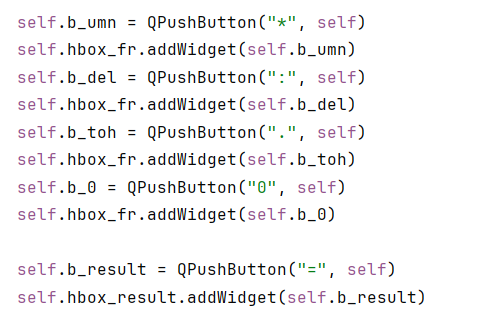 self.b_umn = QPushButton("*", self)
self.hbox_fr.addWidget(self.b_umn)
self.b_del = QPushButton(":", self)
self.hbox_fr.addWidget(self.b_del)
self.b_toh = QPushButton(".", self)
self.hbox_fr.addWidget(self.b_toh)
self.b_0 = QPushButton("0", self)
self.hbox_fr.addWidget(self.b_0)

self.b_result = QPushButton("=", self)
self.hbox_result.addWidget(self.b_result)